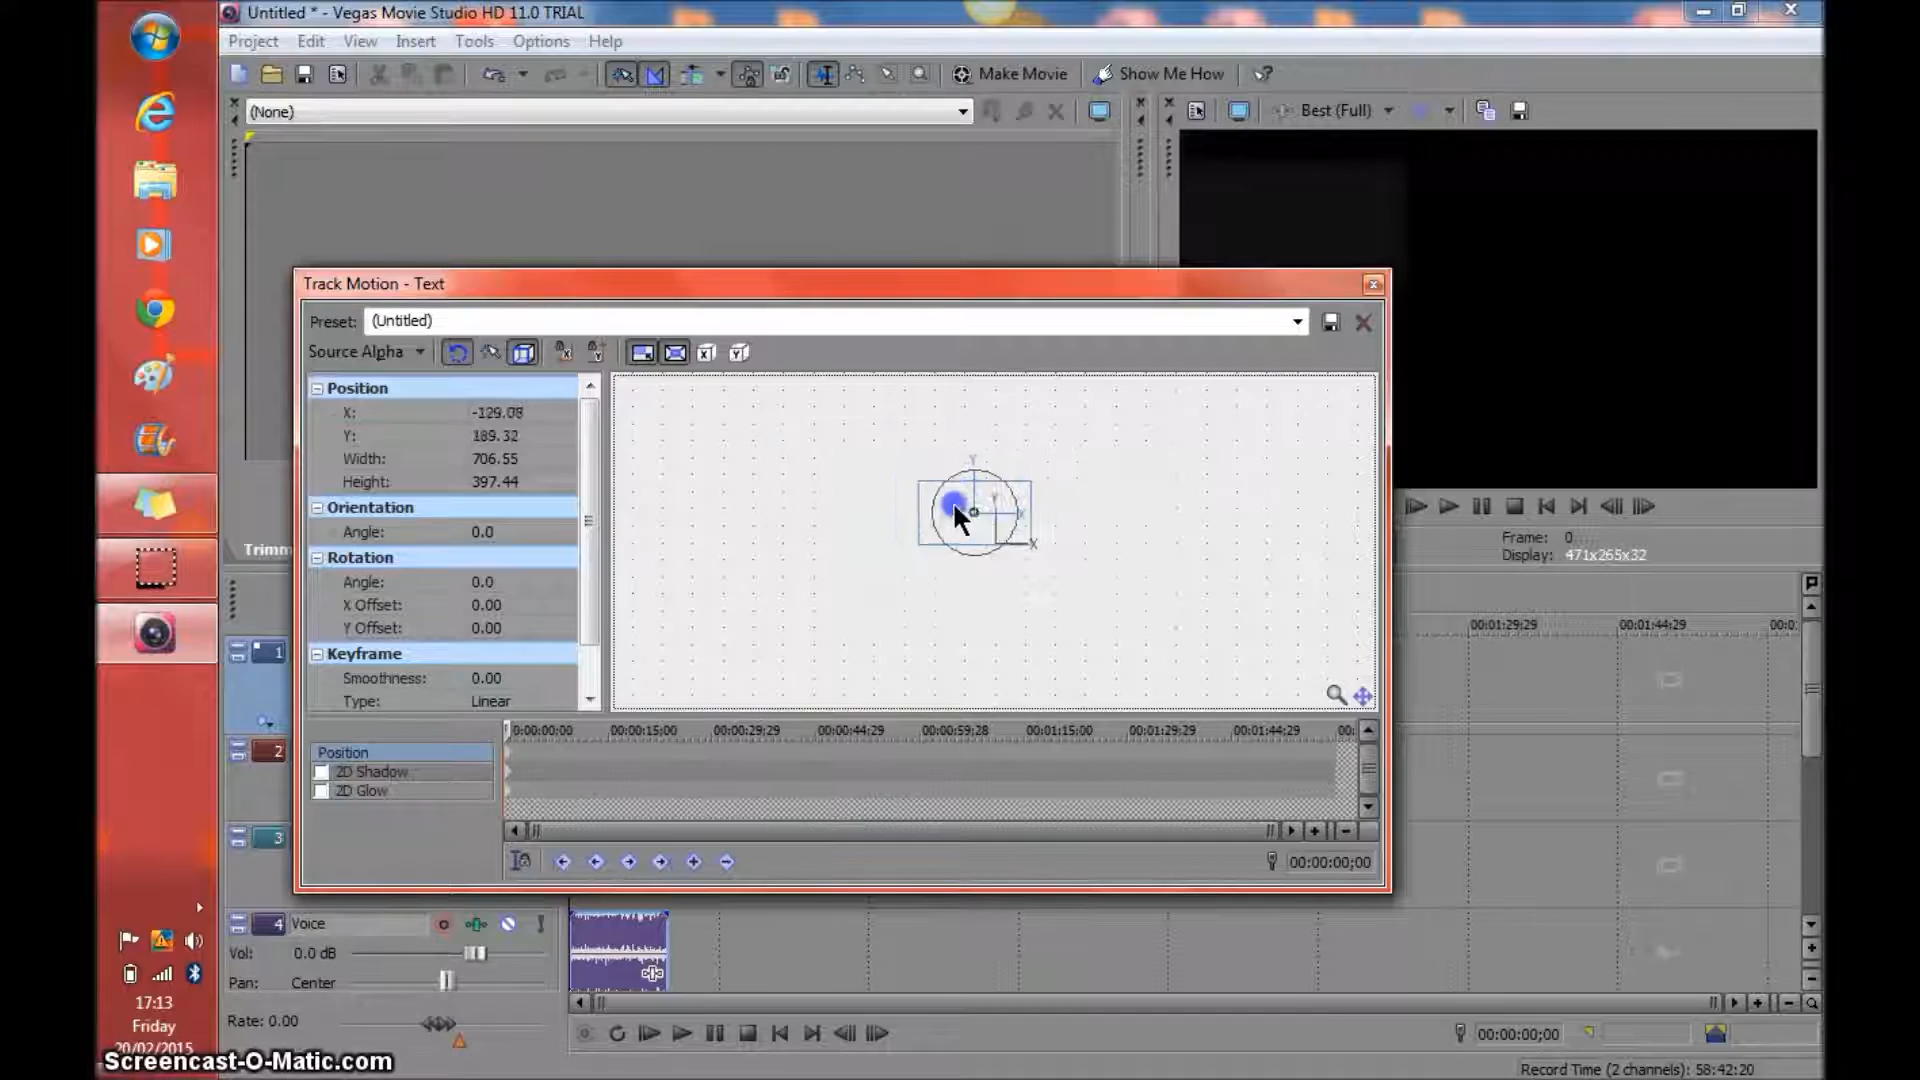 Untitled * - Vegas Movie Studio HD 11.0 TRIAL
Project Edit View Insert Tools Options Help
Make Movie Show Me How
(None)
Best (Full)
Track Motion - Text
Preset: (Untitled)
Source Alpha
Position
X: -129.08
Y: 189.32
Width: 706.55
Height: 397.44
Orientation
Angle: 0.0
Rotation
Angle: 0.0
X Offset: 0.00
Y Offset: 0.00
Keyframe
Smoothness: 0.00
Type: Linear
Y
X
Trimm
Frame: 0
Display: 471x265x32
00:01:29;29 00:01:44;29 00:0
1
2
3
0:00:00;00 00:00:15;00 00:00:29;29 00:00:44;29 00:00:59;28 00:01:15;00 00:01:29;29 00:01:44;29 00:
Position
2D Shadow
2D Glow
00:00:00;00
4 Voice
Vol: 0.0 dB
Pan: Center
Rate: 0.00
00:00:00;00
Record Time (2 channels): 58:42:20
17:13
Friday
20/02/2015
Screencast-O-Matic.com